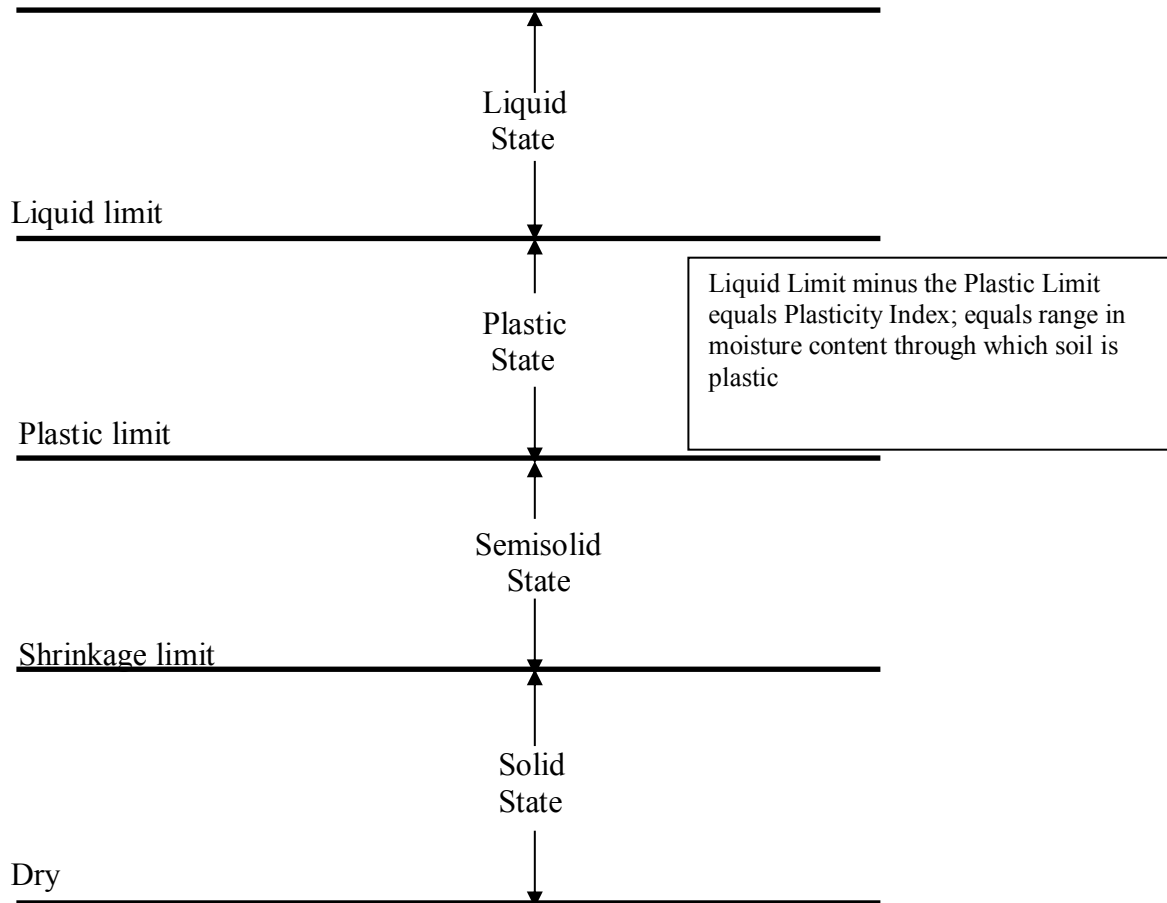 Liquid
State
Liquid limit
Liquid Limit minus the Plastic Limit
equals Plasticity Index; equals range in
moisture content through which soil is
plastic
Plastic
State
Plastic limit
Semisolid
State
Shrinkage limit
Solid
State
Dry